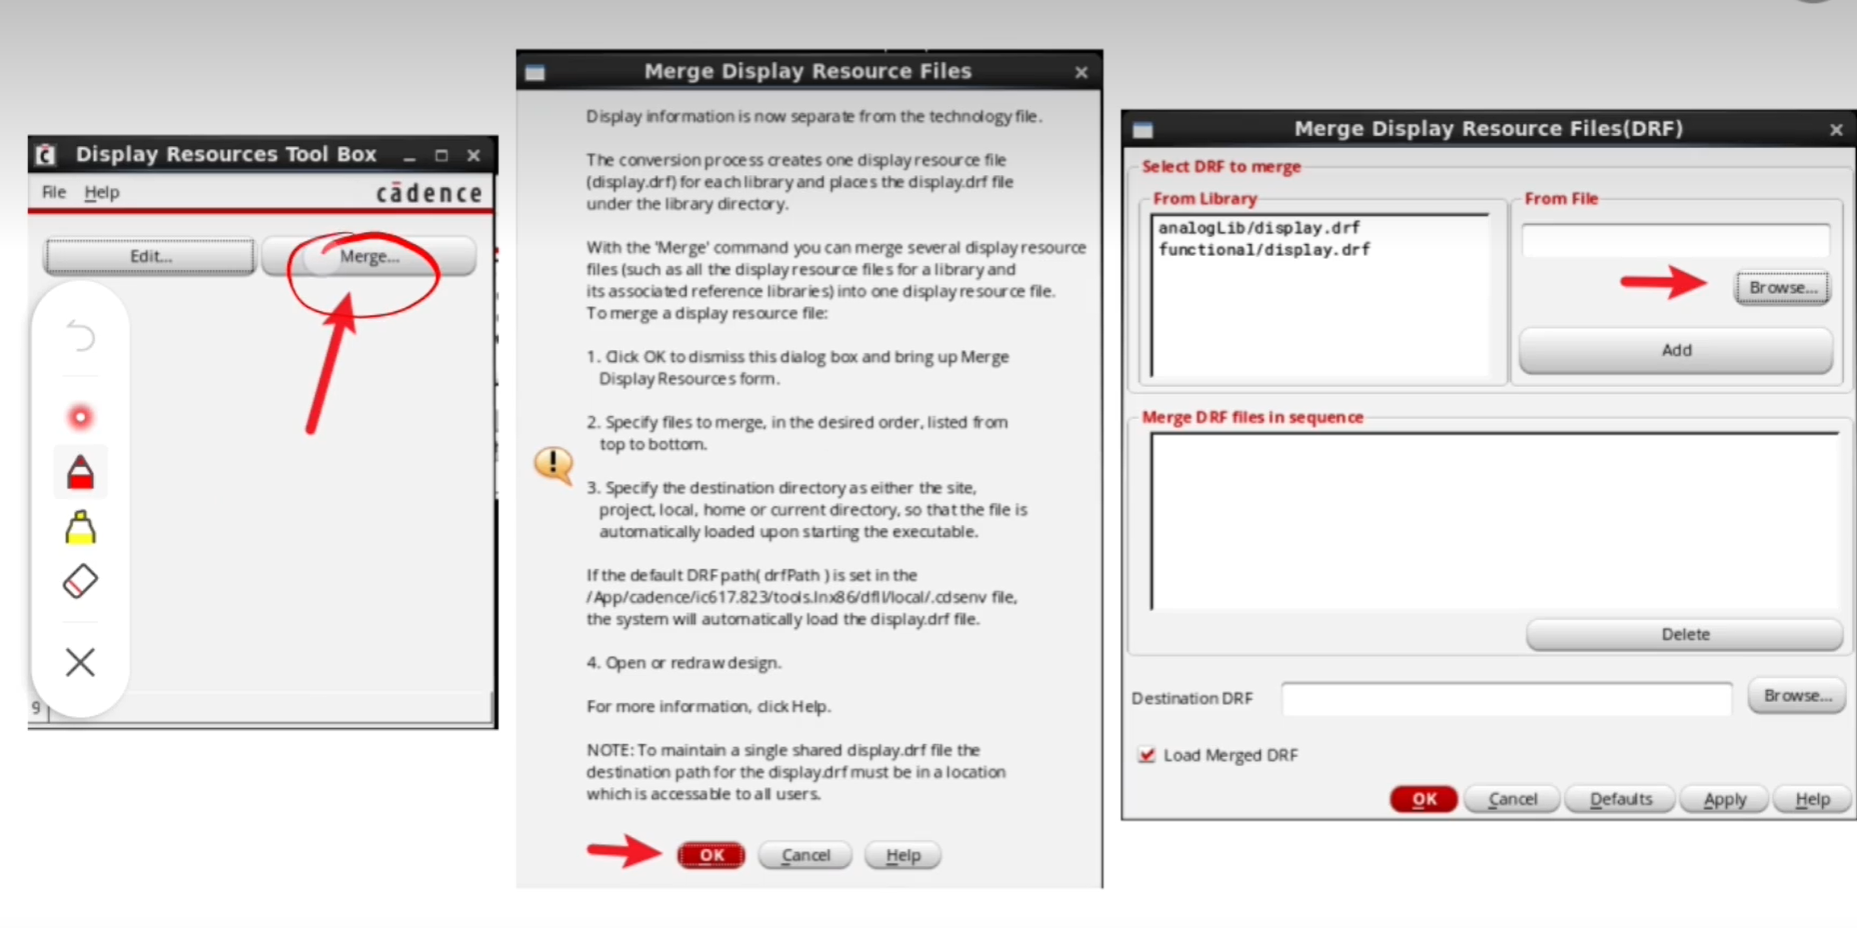 Display Resources Tool Box
File Help
cādence
Edit...
Merge...
9
Merge Display Resource Files
Display information is now separate from the technology file.
The conversion process creates one display resource file
(display.drf) for each library and places the display.drf file
under the library directory.
With the 'Merge' command you can merge several display resource
files (such as all the display resource files for a library and
its associated reference libraries) into one display resource file.
To merge a display resource file:
1. Click OK to dismiss this dialog box and bring up Merge
Display Resources form.
2. Specify files to merge, in the desired order, listed from
top to bottom.
3. Specify the destination directory as either the site,
project, local, home or current directory, so that the file is
automatically loaded upon starting the executable.
If the default DRF path( drfPath ) is set in the
/App/cadence/ic617.823/tools.lnx86/dfII/local/.cdsenv file,
the system will automatically load the display.drf file.
4. Open or redraw design.
For more information, click Help.
NOTE: To maintain a single shared display.drf file the
destination path for the display.drf must be in a location
which is accessable to all users.
OK Cancel Help
Merge Display Resource Files(DRF)
Select DRF to merge
From Library
analogLib/display.drf
functional/display.drf
From File
Browse...
Add
Merge DRF files in sequence
Delete
Destination DRF
Browse...
Load Merged DRF
OK Cancel Defaults Apply Help